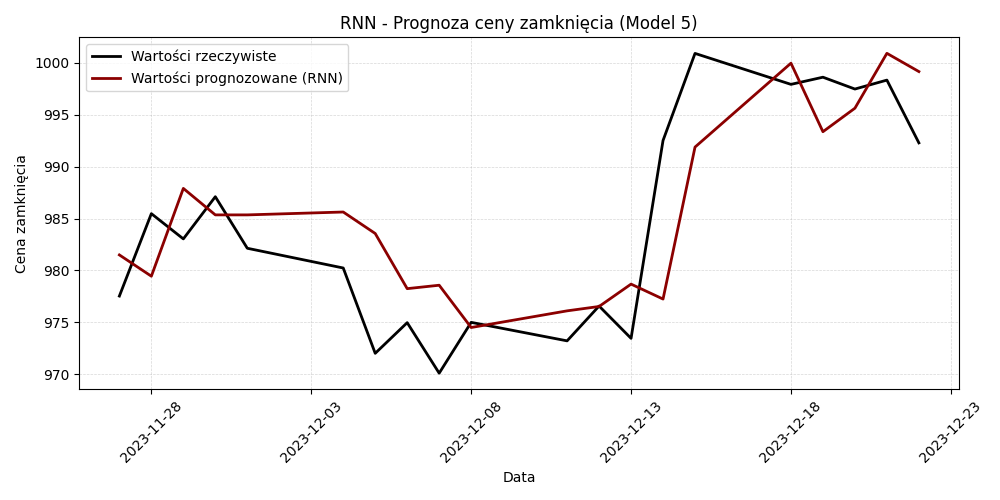 RNN - Prognoza ceny zamknięcia (Model 5)
Wartości rzeczywiste
Wartości prognozowane (RNN)
Cena zamknięcia
1000
995
990
985
980
975
970
2023-11-28
2023-12-03
2023-12-08
2023-12-13
2023-12-18
2023-12-23
Data